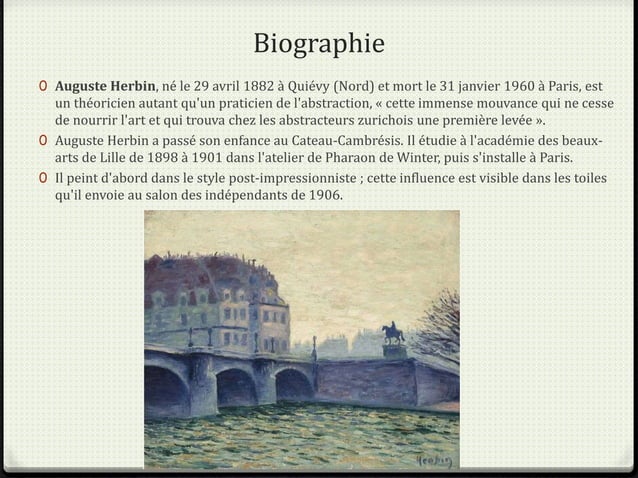 Biographie
O Auguste Herbin, né le 29 avril 1882 à Quiévy (Nord) et mort le 31 janvier 1960 à Paris, est
un théoricien autant qu'un praticien de l'abstraction, « cette immense mouvance qui ne cesse
de nourrir l'art et qui trouva chez les abstracteurs zurichois une première levée ».
O Auguste Herbin a passé son enfance au Cateau-Cambrésis. Il étudie à l'académie des beaux-
arts de Lille de 1898 à 1901 dans l'atelier de Pharaon de Winter, puis s'installe à Paris.
O Il peint d'abord dans le style post-impressionniste ; cette influence est visible dans les toiles
qu'il envoie au salon des indépendants de 1906.
Herbin